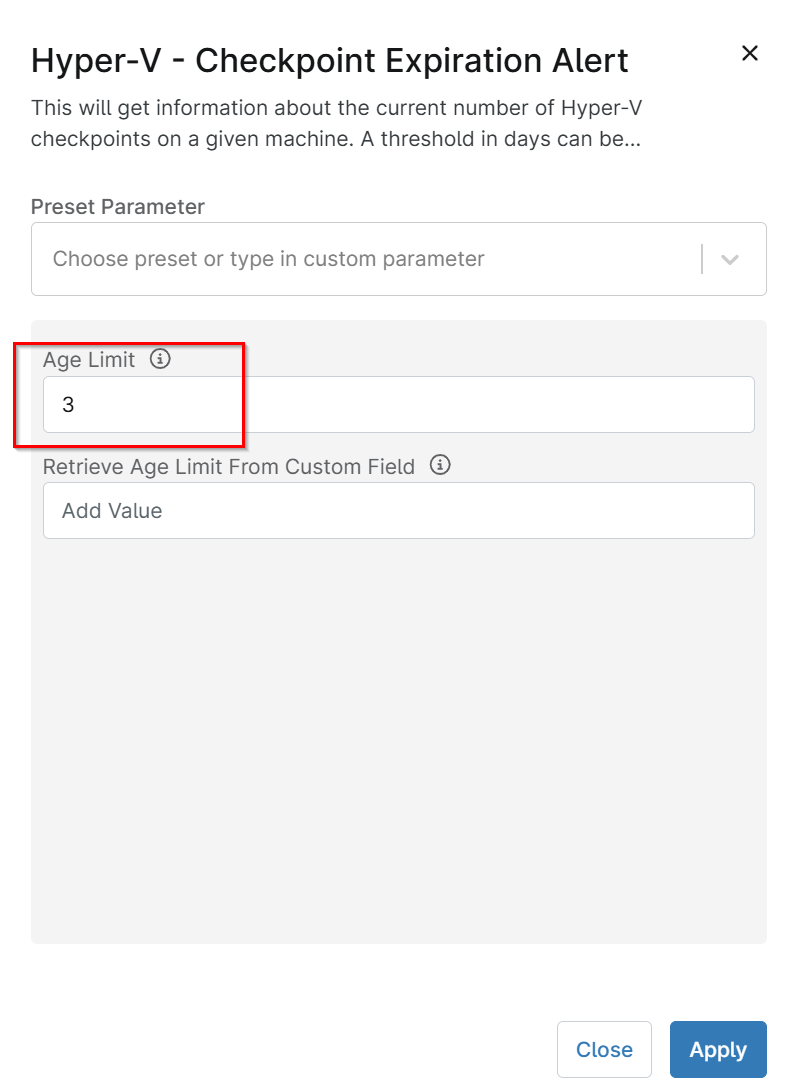 Hyper-V - Checkpoint Expiration Alert
This will get information about the current number of Hyper-V
checkpoints on a given machine. A threshold in days can be...
Preset Parameter
Choose preset or type in custom parameter
Age Limit
3
Retrieve Age Limit From Custom Field
Add Value
Close
Apply